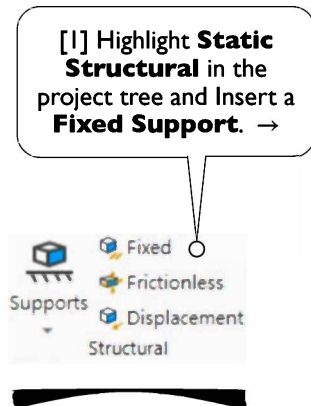 [1] Highlight Static
Structural in the
project tree and Insert a
Fixed Support. →
Fixed
Frictionless
Supports
Displacement
Structural